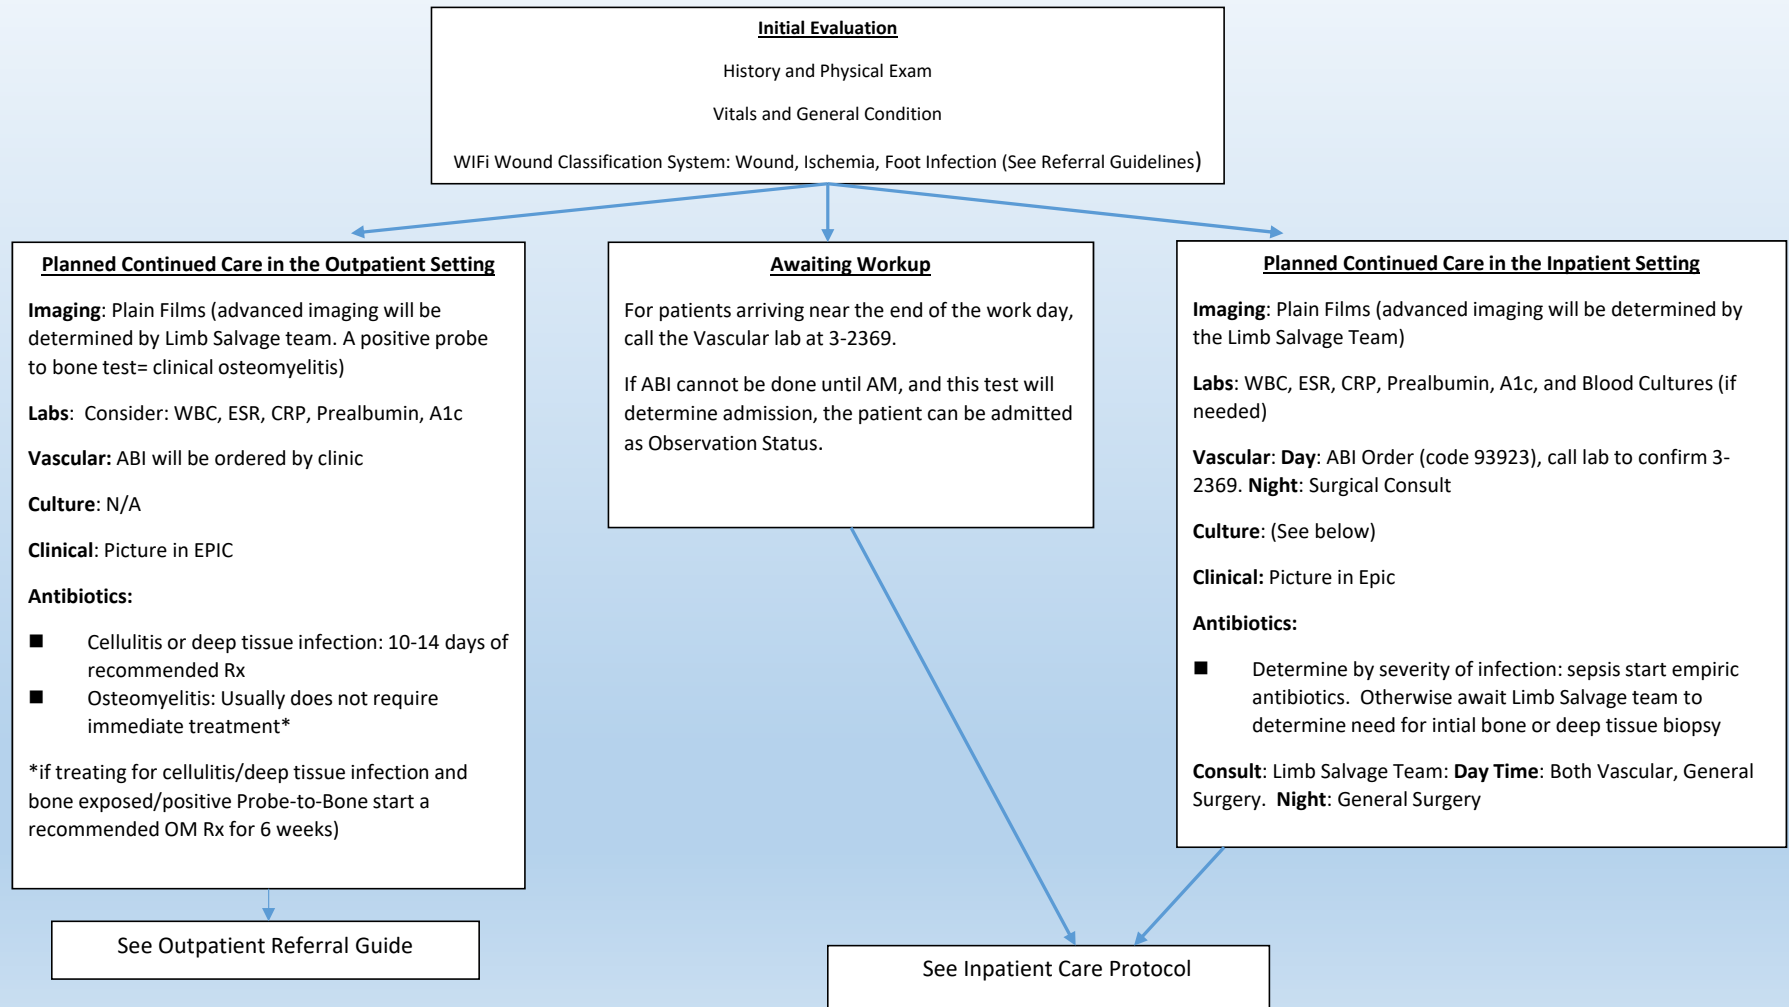 Initial Evaluation
History and Physical Exam
Vitals and General Condition
WIFi Wound Classification System: Wound, Ischemia, Foot Infection (See Referral Guidelines)
Planned Continued Care in the Outpatient Setting
Imaging: Plain Films (advanced imaging will be
determined by Limb Salvage team. A positive probe
to bone test= clinical osteomyelitis)
Labs: Consider: WBC, ESR, CRP, Prealbumin, A1c
Vascular: ABI will be ordered by clinic
Culture: N/A
Clinical: Picture in EPIC
Antibiotics:
■ Cellulitis or deep tissue infection: 10-14 days of
recommended Rx
■ Osteomyelitis: Usually does not require
immediate treatment*
*if treating for cellulitis/deep tissue infection and
bone exposed/positive Probe-to-Bone start a
recommended OM Rx for 6 weeks)
See Outpatient Referral Guide
Awaiting Workup
For patients arriving near the end of the work day,
call the Vascular lab at 3-2369.
If ABI cannot be done until AM, and this test will
determine admission, the patient can be admitted
as Observation Status.
Planned Continued Care in the Inpatient Setting
Imaging: Plain Films (advanced imaging will be determined by
the Limb Salvage Team)
Labs: WBC, ESR, CRP, Prealbumin, A1c, and Blood Cultures (if
needed)
Vascular: Day: ABI Order (code 93923), call lab to confirm 3-
2369. Night: Surgical Consult
Culture: (See below)
Clinical: Picture in Epic
Antibiotics:
■ Determine by severity of infection: sepsis start empiric
antibiotics. Otherwise await Limb Salvage team to
determine need for intial bone or deep tissue biopsy
Consult: Limb Salvage Team: Day Time: Both Vascular, General
Surgery. Night: General Surgery
See Inpatient Care Protocol